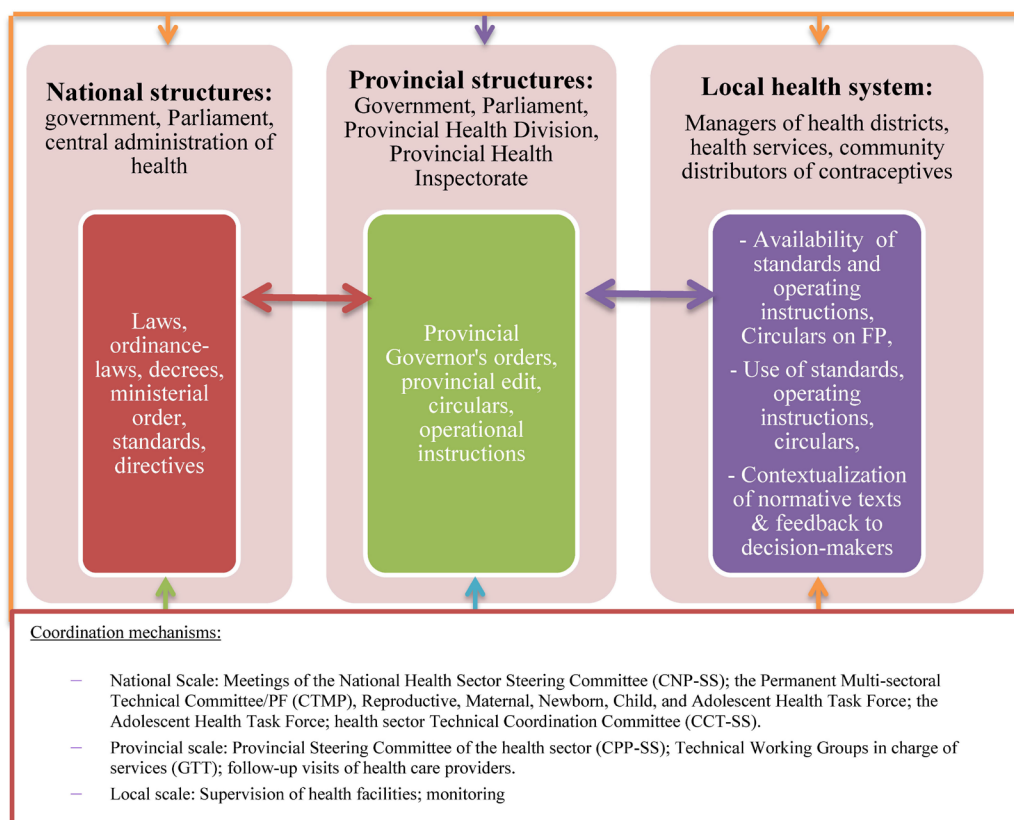 National structures:
government, Parliament,
central administration of
health
Provincial structures:
Government, Parliament,
Provincial Health Division,
Provincial Health
Inspectorate
Local health system:
Managers of health districts,
health services, community
distributors of contraceptives
Laws,
ordinance-
laws, decrees,
ministerial
order,
standards,
directives
Provincial
Governor's orders,
provincial edit,
circulars,
operational
instructions
- Availability of
standards and
operating
instructions,
Circulars on FP,
- Use of standards,
operating
instructions,
circulars,
- Contextualization
of normative texts
& feedback to
decision-makers
Coordination mechanisms:
– National Scale: Meetings of the National Health Sector Steering Committee (CNP-SS); the Permanent Multi-sectoral
Technical Committee/PF (CTMP), Reproductive, Maternal, Newborn, Child, and Adolescent Health Task Force; the
Adolescent Health Task Force; health sector Technical Coordination Committee (CCT-SS).
– Provincial scale: Provincial Steering Committee of the health sector (CPP-SS); Technical Working Groups in charge of
services (GTT); follow-up visits of health care providers.
– Local scale: Supervision of health facilities; monitoring